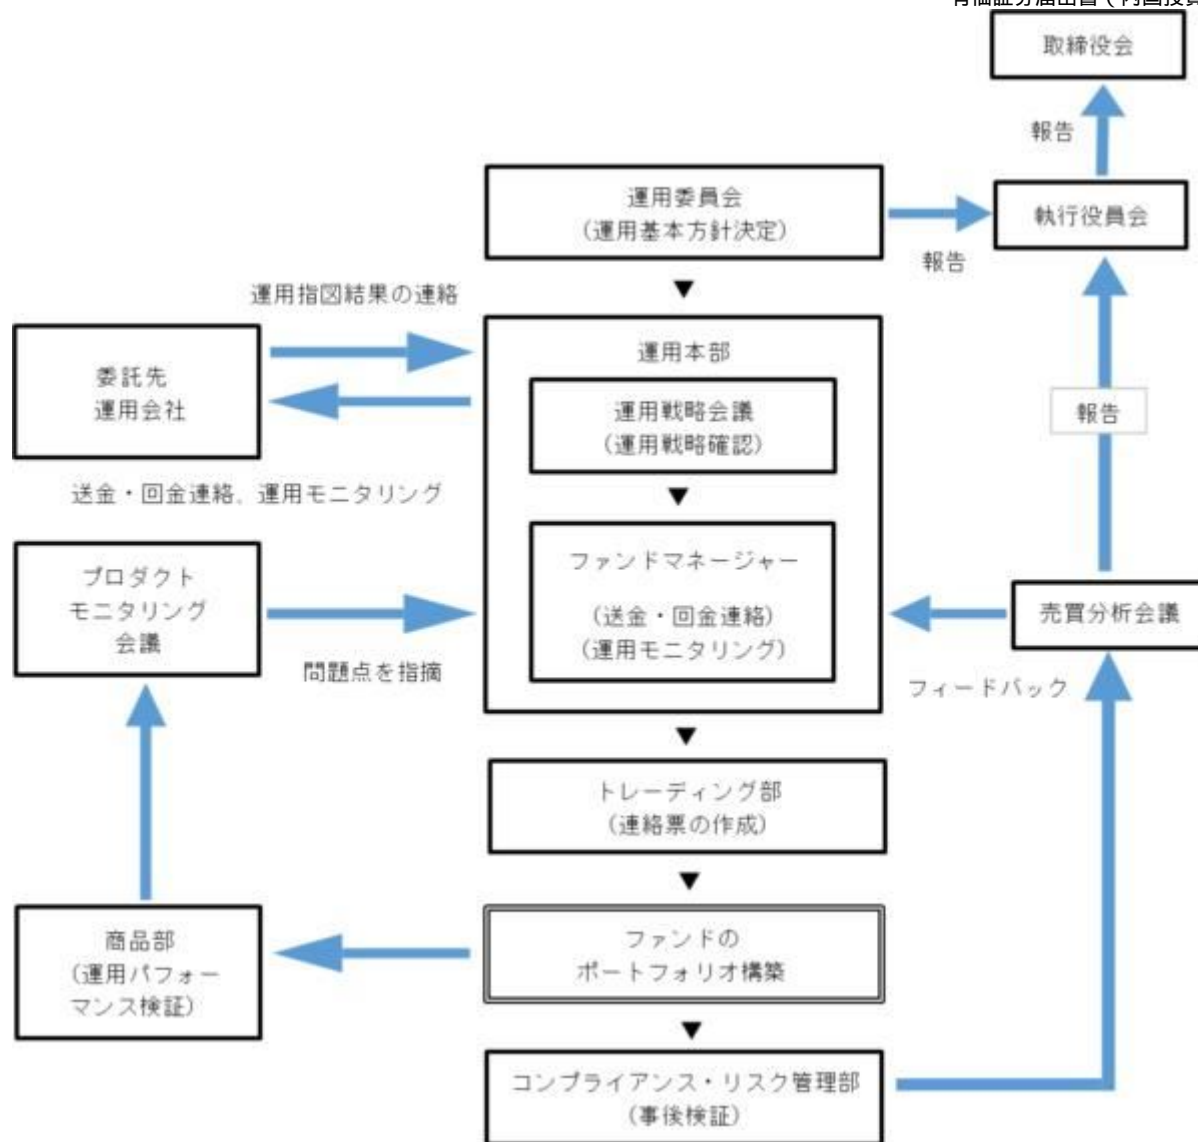 取締役会
報告
運用委員会
(運用基本方針決定)
執行役員会
報告
運用指図結果の連絡
委託先
運用会社
運用本部
運用戦略会議
(運用戦略確認)
報告
送金・回金連絡、運用モニタリング
プロダクト
モニタリング
会議
ファンドマネージャー
(送金・回金連絡)
(運用モニタリング)
売買分析会議
問題点を指摘
フィードバック
トレーディング部
(連絡票の作成)
商品部
(運用パフォー
マンス検証)
ファンドの
ポートフォリオ構築
コンプライアンス・リスク管理部
(事後検証)